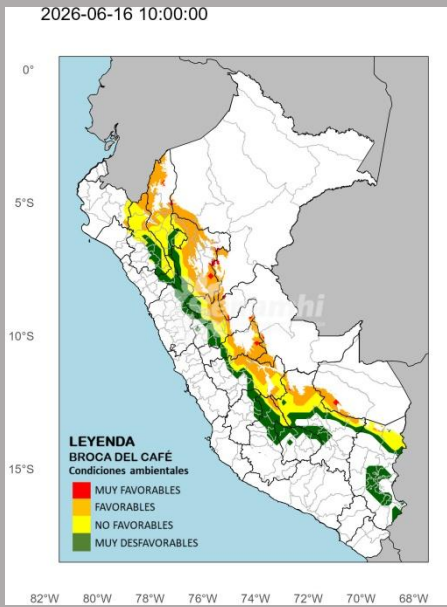 2026-06-16 10:00:00
0°
5°S
10°S
15°S
senamhi
LEYENDA
BROCA DEL CAFÉ
Condiciones ambientales
MUY FAVORABLES
FAVORABLES
NO FAVORABLES
MUY DESFAVORABLES
82°W 80°W 78°W 76°W 74°W 72°W 70°W 68°W